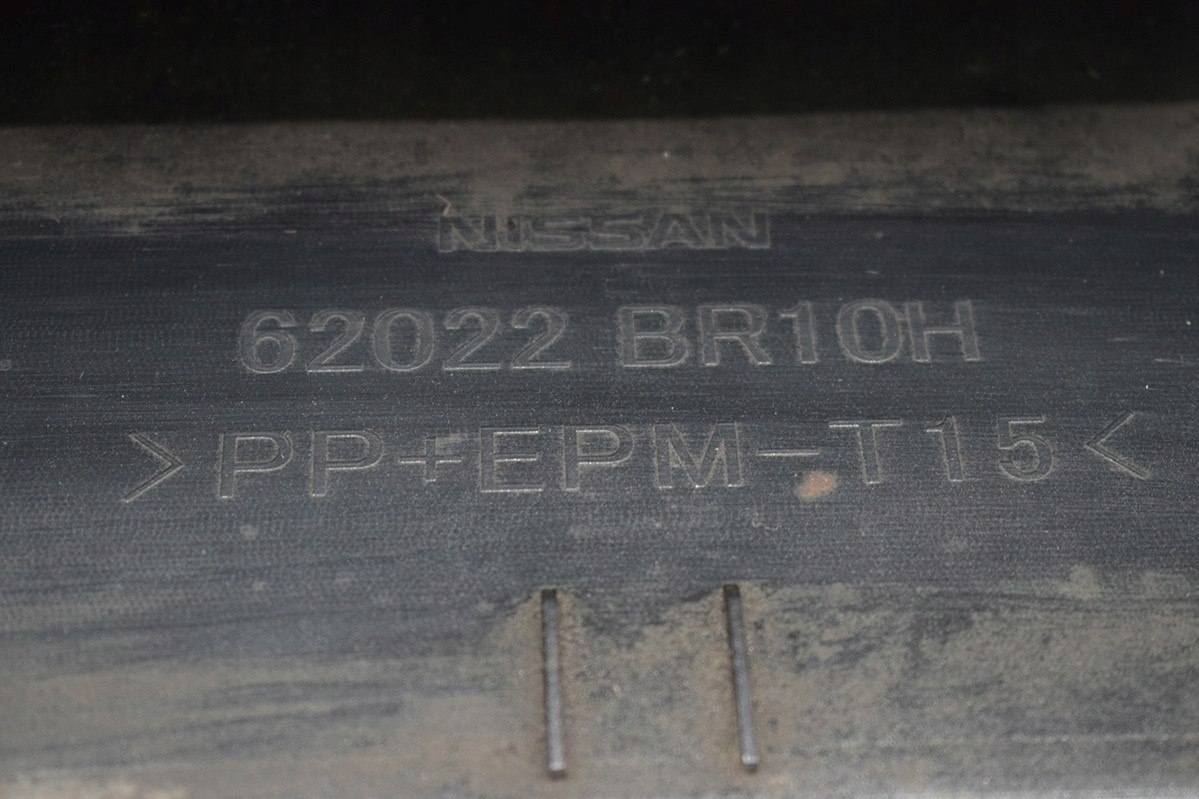 NISSAN
62022 BR10H
>PP+EPM-T15<